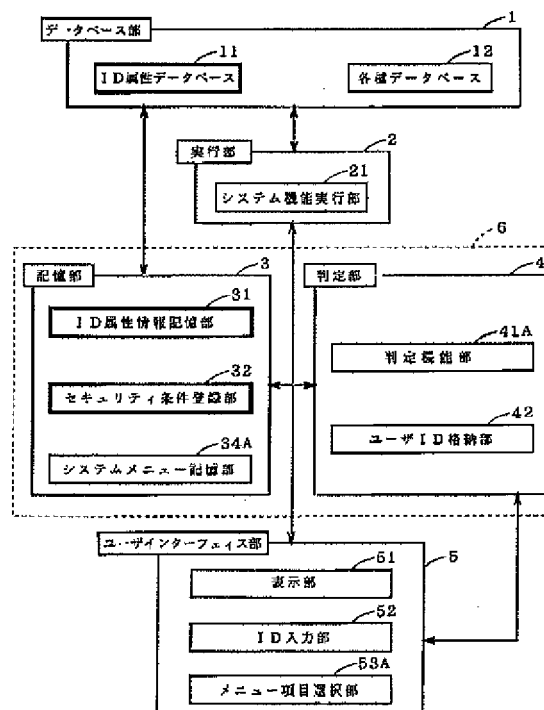 データベース部
1
11
12
ID属性データベース
各種データベース
実行部
2
21
システム機能実行部
6
記憶部
3
判定部
4
31
ID属性情報記憶部
41A
判定機能部
32
セキュリティ条件登録部
42
ユーザID格納部
34A
システムメニュー記憶部
ユーザインターフェイス部
5
51
表示部
52
ID入力部
53A
メニュー項目選択部